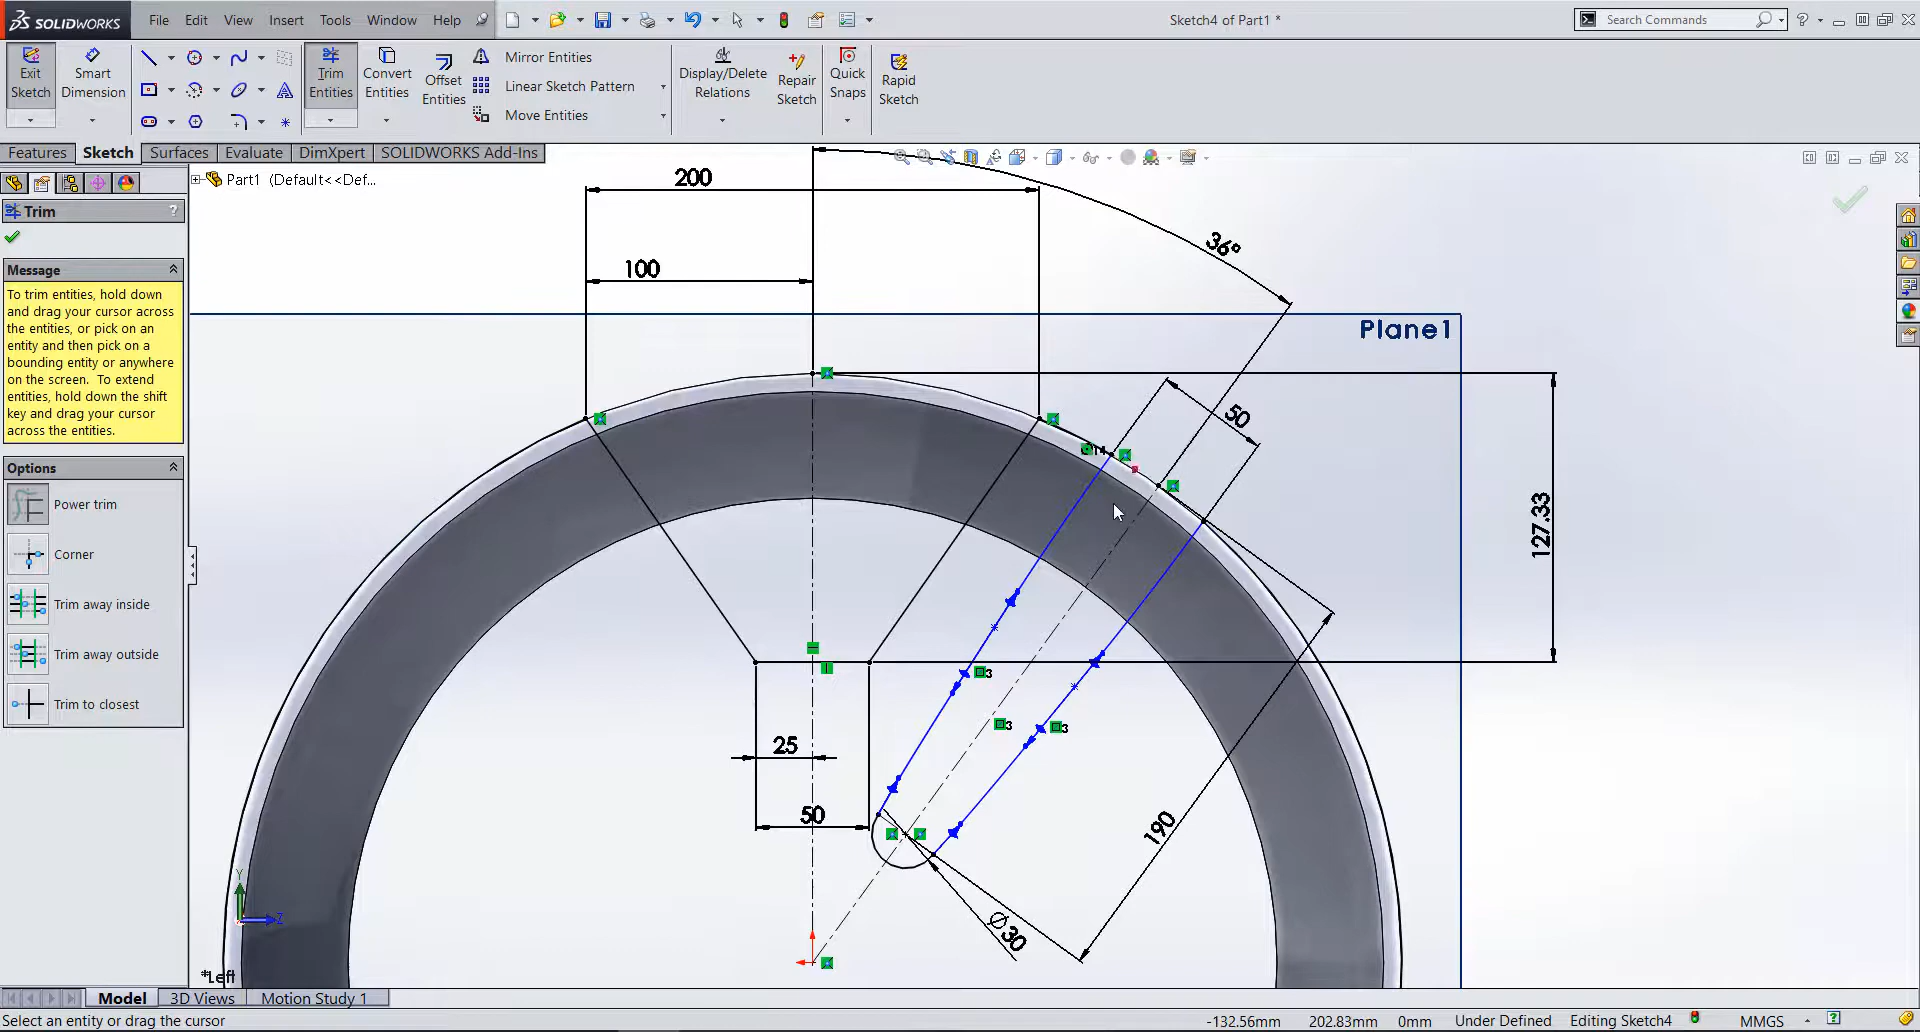 SOLIDWORKS File Edit View Insert Tools Window Help Sketch4 of Part1 * Search Commands ?
Exit Sketch
Smart Dimension
Trim Entities
Convert Entities
Offset Entities
Mirror Entities
Linear Sketch Pattern
Move Entities
Display/Delete Relations
Repair Sketch
Quick Snaps
Rapid Sketch
Features Sketch Surfaces Evaluate DimXpert SOLIDWORKS Add-Ins
Part1 (Default<<Def...
Trim ?
Message
To trim entities, hold down
and drag your cursor across
the entities, or pick on an
entity and then pick on a
bounding entity or anywhere
on the screen. To extend
entities, hold down the shift
key and drag your cursor
across the entities.
Options
Power trim
Corner
Trim away inside
Trim away outside
Trim to closest
200
36°
100
Plane1
50
127.33
3
3
3
25
50
190
Ø30
Y
Z
*Left
Model 3D Views Motion Study 1
Select an entity or drag the cursor -132.56mm 202.83mm 0mm Under Defined Editing Sketch4 MMGS ?